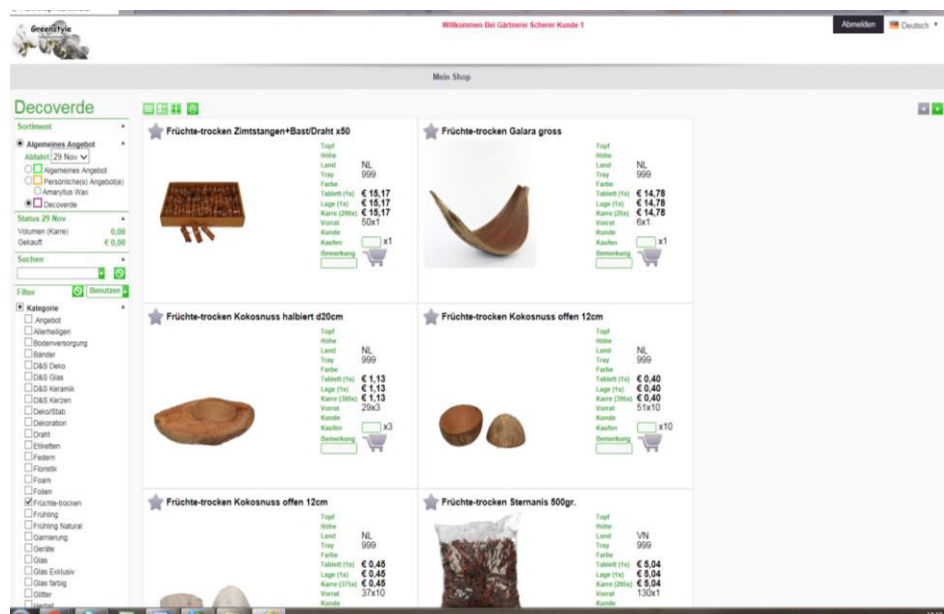 Greenstyle
Willkommen Bei Gärtnerei Scherei Kunde 1
Abmelden
Deutsch
Mein Shop
Decoverde
Sortiment
Algemeines Angebot
Abfahrt 29 Nov
Algemeines Angebot
Persönliche(s) Angebot(e)
Amaryllus Wax
Decoverde
Status 29 Nov
Volumen (Karre) 0,00
Gekauft € 0,00
Suchen
Filter Benutzen
Kategorie
Angebot
Allerheiligen
Bodenversorgung
Bänder
D&S Deko
D&S Glas
D&S Keramik
D&S Kerzen
Deko/Stab
Dekoration
Draht
Etiketten
Federn
Floristik
Foam
Folien
Früchte-trocken
Frühling
Frühling Natural
Garnierung
Geräte
Glas
Glas Exklusiv
Glas farbig
Glitter
Herbst
Früchte-trocken Zimtstangen+Bast/Draht x50
Topf
Höhe
Land NL
Tray 999
Farbe
Tablett (1x) € 15,17
Lage (1x) € 15,17
Karre (290x) € 15,17
Vorrat 50x1
Kunde
Kaufen x1
Bemerkung
Früchte-trocken Galara gross
Topf
Höhe
Land NL
Tray 999
Farbe
Tablett (1x) € 14,78
Lage (1x) € 14,78
Karre (25x) € 14,78
Vorrat 6x1
Kunde
Kaufen x1
Bemerkung
Früchte-trocken Kokosnuss halbiert d20cm
Topf
Höhe
Land NL
Tray 999
Farbe
Tablett (1x) € 1,13
Lage (1x) € 1,13
Karre (380x) € 1,13
Vorrat 29x3
Kunde
Kaufen x3
Bemerkung
Früchte-trocken Kokosnuss offen 12cm
Topf
Höhe
Land NL
Tray 999
Farbe
Tablett (1x) € 0,40
Lage (1x) € 0,40
Karre (395x) € 0,40
Vorrat 51x10
Kunde
Kaufen x10
Bemerkung
Früchte-trocken Kokosnuss offen 12cm
Topf
Höhe
Land NL
Tray 999
Farbe
Tablett (1x) € 0,45
Lage (1x) € 0,45
Karre (375x) € 0,45
Vorrat 37x10
Kunde
Früchte-trocken Sternanis 500gr.
Topf
Höhe
Land VN
Tray 999
Farbe
Tablett (1x) € 5,04
Lage (1x) € 5,04
Karre (295x) € 5,04
Vorrat 130x1
Kunde